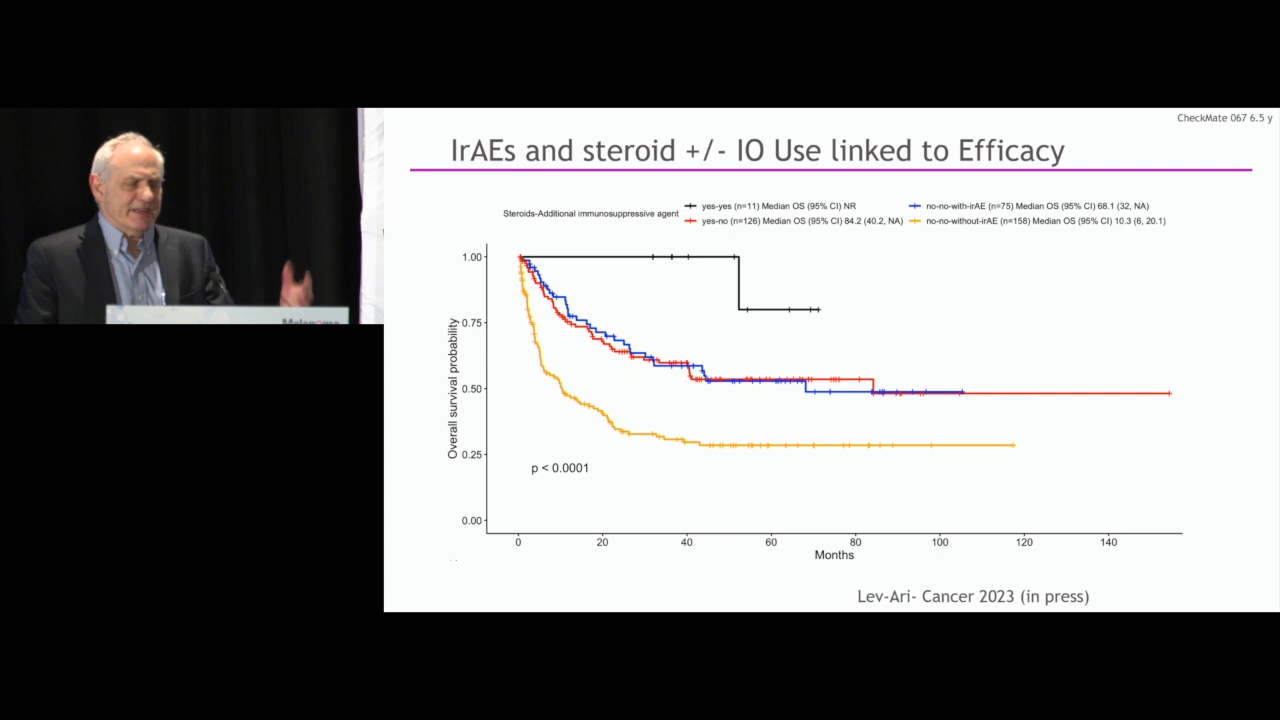 CheckMate 067 6.5 y
IrAEs and steroid +/- IO Use linked to Efficacy
Steroids-Additional immunosuppressive agent
yes-yes (n=11) Median OS (95% CI) NR
no-no-with-irAE (n=75) Median OS (95% CI) 68.1 (32, NA)
yes-no (n=126) Median OS (95% CI) 84.2 (40.2, NA)
no-no-without-irAE (n=158) Median OS (95% CI) 10.3 (6, 20.1)
Overall survival probability
1.00
0.75
0.50
0.25
0.00
p < 0.0001
0 20 40 60 80 100 120 140
Months
Lev-Ari- Cancer 2023 (in press)
Melanoma